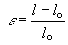 ε = (l − l₀) / l₀